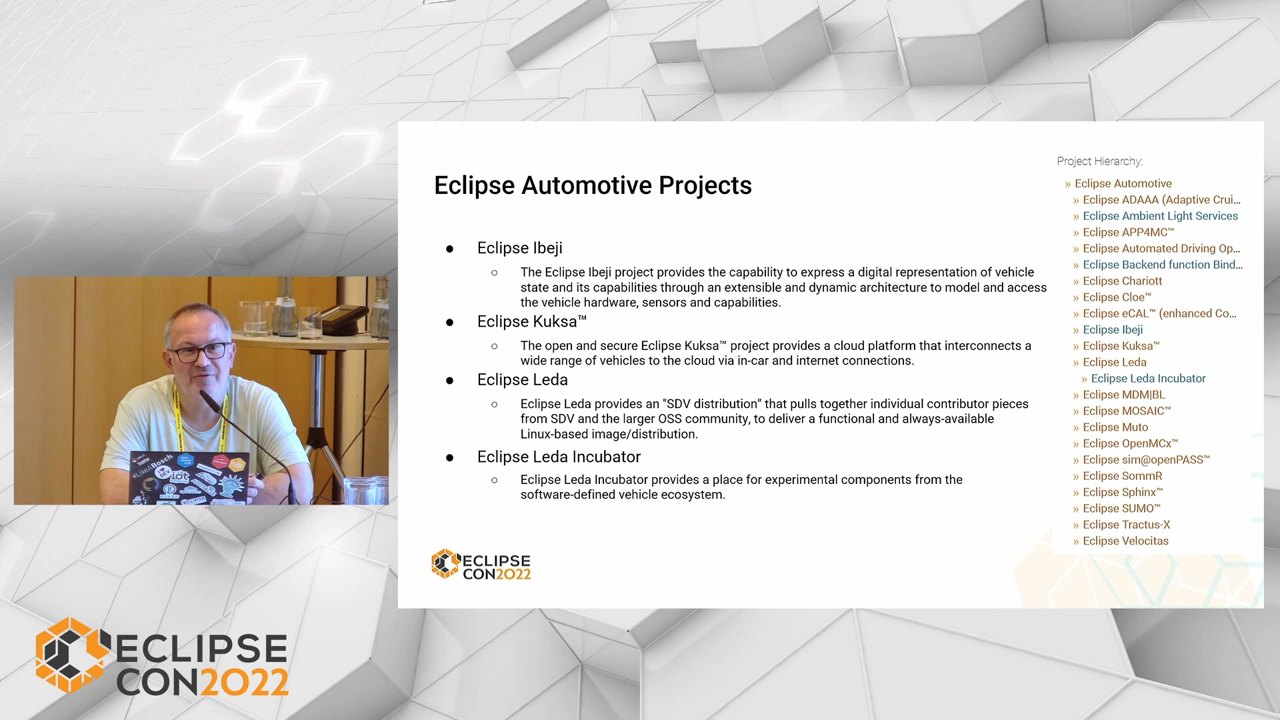 Eclipse Automotive Projects
● Eclipse Ibeji
○ The Eclipse Ibeji project provides the capability to express a digital representation of vehicle
state and its capabilities through an extensible and dynamic architecture to model and access
the vehicle hardware, sensors and capabilities.
● Eclipse Kuksa™
○ The open and secure Eclipse Kuksa™ project provides a cloud platform that interconnects a
wide range of vehicles to the cloud via in-car and internet connections.
● Eclipse Leda
○ Eclipse Leda provides an "SDV distribution" that pulls together individual contributor pieces
from SDV and the larger OSS community, to deliver a functional and always-available
Linux-based image/distribution.
● Eclipse Leda Incubator
○ Eclipse Leda Incubator provides a place for experimental components from the
software-defined vehicle ecosystem.
ECLIPSE
CON2022
Project Hierarchy:
» Eclipse Automotive
» Eclipse ADAAA (Adaptive Crui...
» Eclipse Ambient Light Services
» Eclipse APP4MC™
» Eclipse Automated Driving Op...
» Eclipse Backend function Bind...
» Eclipse Chariott
» Eclipse Cloe™
» Eclipse eCAL™ (enhanced Co...
» Eclipse Ibeji
» Eclipse Kuksa™
» Eclipse Leda
» Eclipse Leda Incubator
» Eclipse MDM|BL
» Eclipse MOSAIC™
» Eclipse Muto
» Eclipse OpenMCx™
» Eclipse sim@openPASS™
» Eclipse SommR
» Eclipse Sphinx™
» Eclipse SUMO™
» Eclipse Tractus-X
» Eclipse Velocitas
#LikeABosch
IoT
ECLIPSE
CON2022